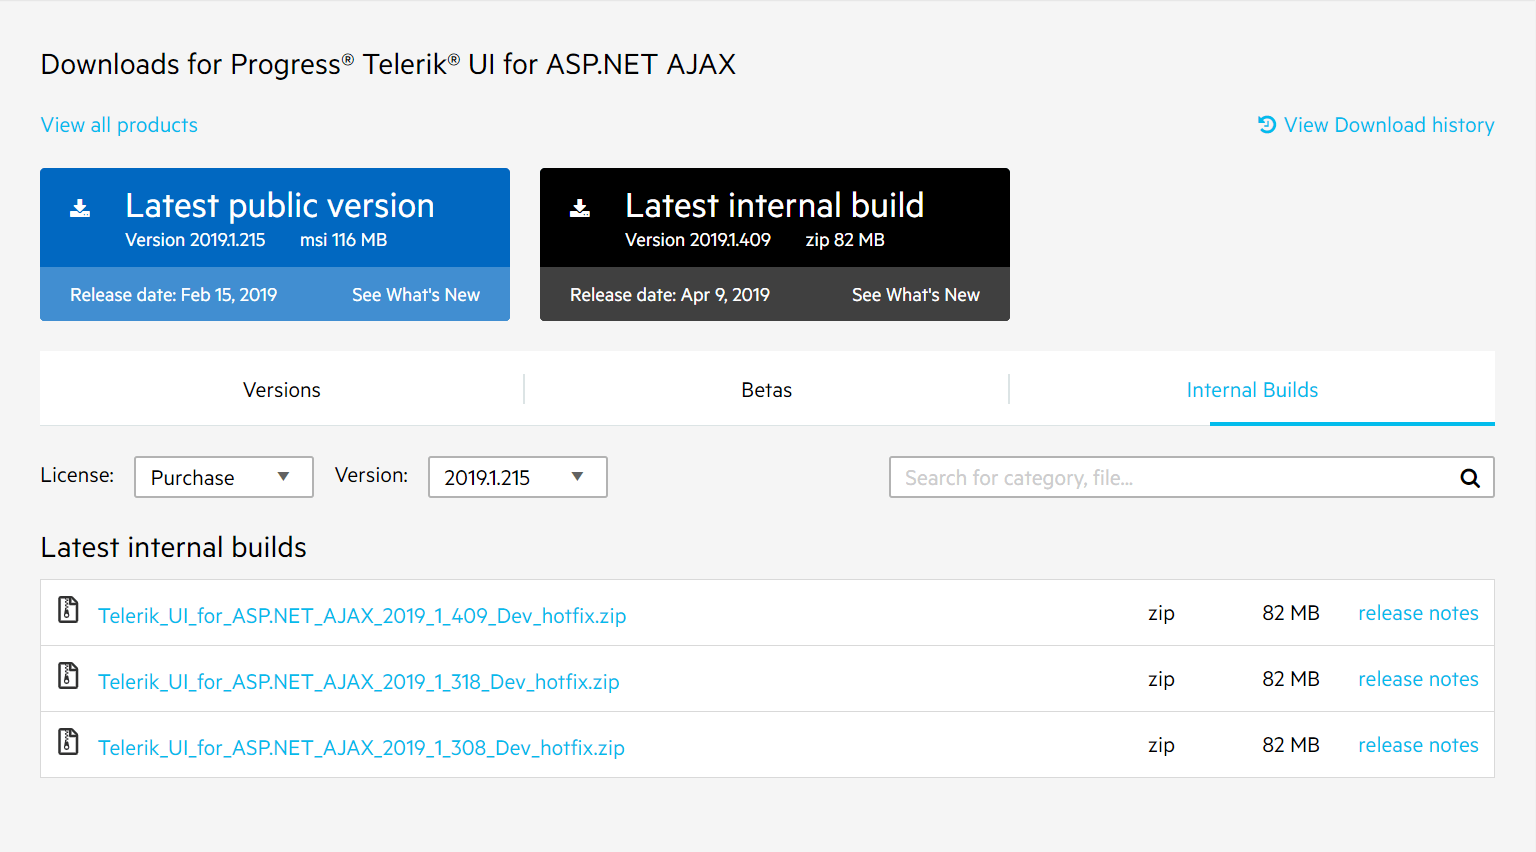 Downloads for Progress® Telerik® UI for ASP.NET AJAX
View all products
View Download history
Latest public version
Version 2019.1.215 msi 116 MB
Release date: Feb 15, 2019 See What's New
Latest internal build
Version 2019.1.409 zip 82 MB
Release date: Apr 9, 2019 See What's New
Versions Betas Internal Builds
License: Purchase Version: 2019.1.215 Search for category, file...
Latest internal builds
Telerik_UI_for_ASP.NET_AJAX_2019_1_409_Dev_hotfix.zip zip 82 MB release notes
Telerik_UI_for_ASP.NET_AJAX_2019_1_318_Dev_hotfix.zip zip 82 MB release notes
Telerik_UI_for_ASP.NET_AJAX_2019_1_308_Dev_hotfix.zip zip 82 MB release notes